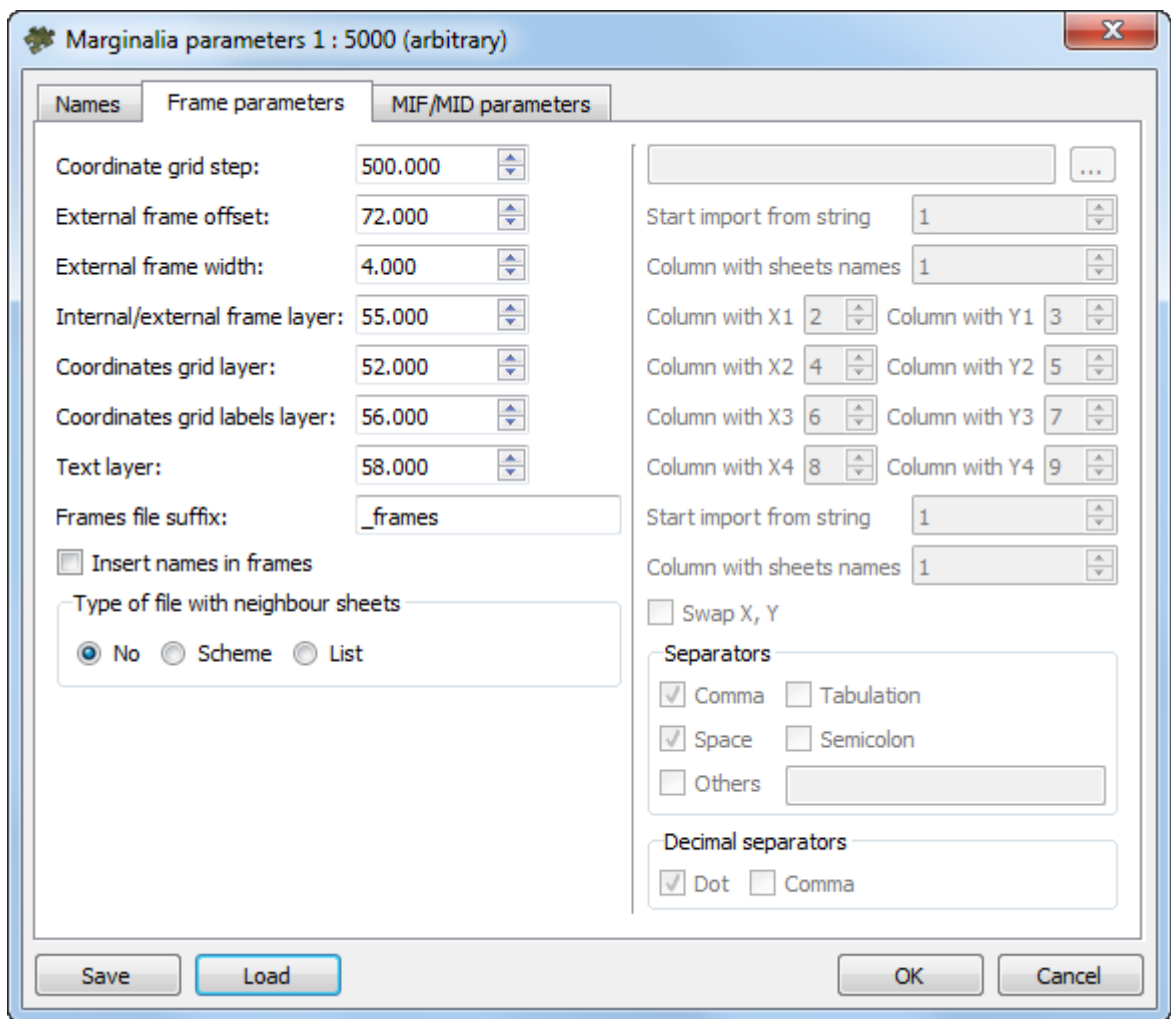 Marginalia parameters 1 : 5000 (arbitrary)
Names Frame parameters MIF/MID parameters
Coordinate grid step: 500.000
External frame offset: 72.000
External frame width: 4.000
Internal/external frame layer: 55.000
Coordinates grid layer: 52.000
Coordinates grid labels layer: 56.000
Text layer: 58.000
Frames file suffix: _frames
Insert names in frames
Type of file with neighbour sheets
No Scheme List
...
Start import from string 1
Column with sheets names 1
Column with X1 2 Column with Y1 3
Column with X2 4 Column with Y2 5
Column with X3 6 Column with Y3 7
Column with X4 8 Column with Y4 9
Start import from string 1
Column with sheets names 1
Swap X, Y
Separators
Comma Tabulation
Space Semicolon
Others
Decimal separators
Dot Comma
Save Load OK Cancel